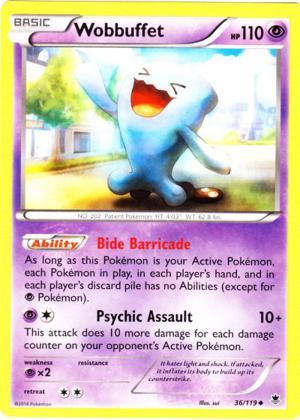 BASIC
Wobbuffet HP110
NO. 202 Patient Pokémon HT: 4'03" WT: 62.8 lbs.
Ability Bide Barricade
As long as this Pokémon is your Active Pokémon,
each Pokémon in play, in each player's hand, and in
each player's discard pile has no Abilities (except for
Pokémon).
Psychic Assault 10+
This attack does 10 more damage for each damage
counter on your opponent's Active Pokémon.
weakness resistance
×2
retreat
It hates light and shock. If attacked,
it inflates its body to build up its
counterstrike.
©2014 Pokémon
Illus. sui 36/119